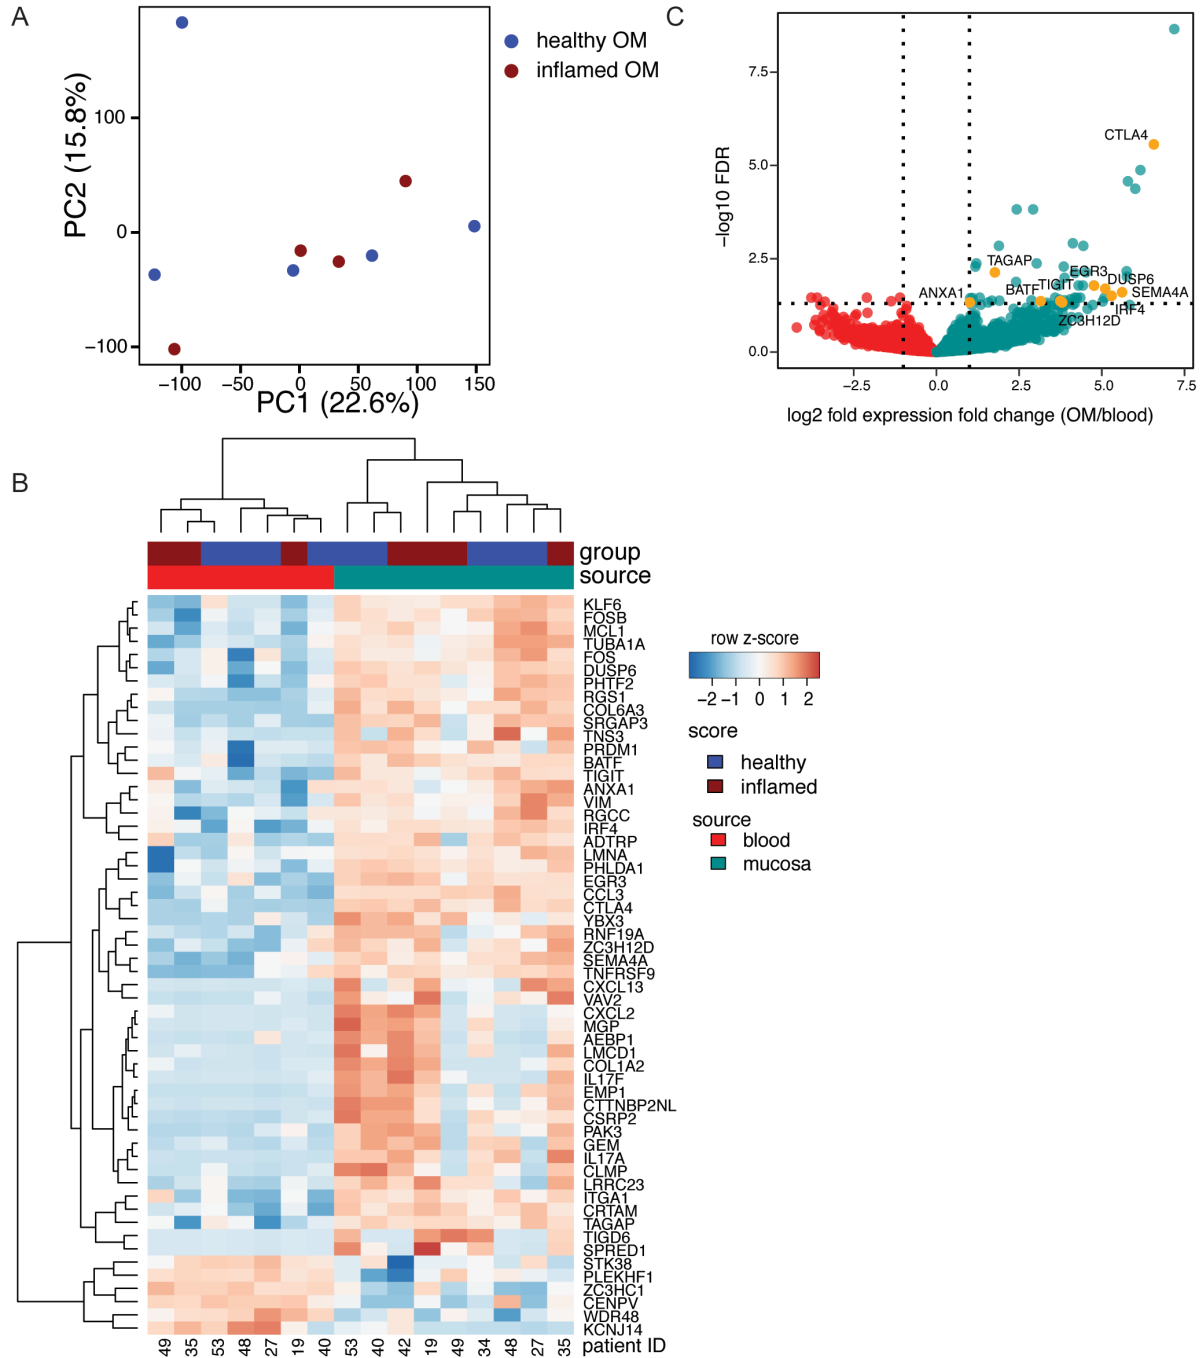 A
PC2 (15.8%)
100
0
−100
−100
−50
0
50
100
150
PC1 (22.6%)
healthy OM
inflamed OM
C
−log10 FDR
7.5
5.0
2.5
0.0
CTLA4
TAGAP
EGR3
DUSP6
ANXA1
BATF
TIGIT
SEMA4A
IRF4
ZC3H12D
−2.5
0.0
2.5
5.0
7.5
log2 fold expression fold change (OM/blood)
B
group
source
KLF6
FOSB
MCL1
TUBA1A
FOS
DUSP6
PHTF2
RGS1
COL6A3
SRGAP3
TNS3
PRDM1
BATF
TIGIT
ANXA1
VIM
RGCC
IRF4
ADTRP
LMNA
PHLDA1
EGR3
CCL3
CTLA4
YBX3
RNF19A
ZC3H12D
SEMA4A
TNFRSF9
CXCL13
VAV2
CXCL2
MGP
AEBP1
LMCD1
COL1A2
IL17F
EMP1
CTTNBP2NL
CSRP2
PAK3
GEM
IL17A
CLMP
LRRC23
ITGA1
CRTAM
TAGAP
TIGD6
SPRED1
STK38
PLEKHF1
ZC3HC1
CENPV
WDR48
KCNJ14
49 35 53 48 27 19 40 53 40 42 19 49 34 48 27 35 patient ID
row z-score
−2 −1 0 1 2
score
healthy
inflamed
source
blood
mucosa